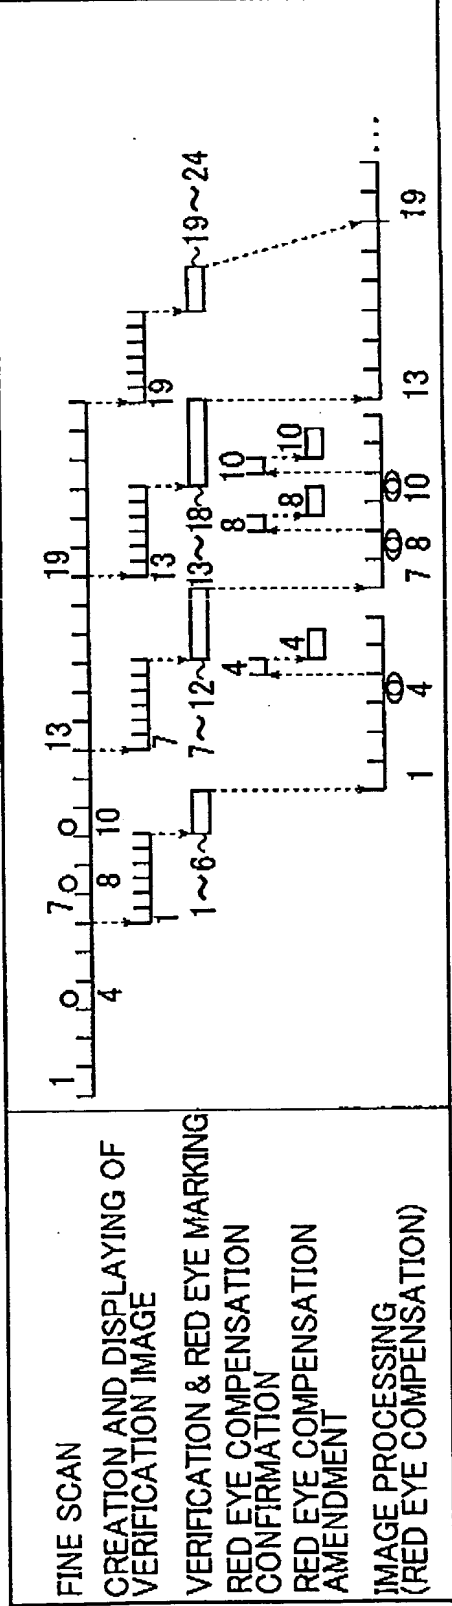 FINE SCAN
1 4 7 8 10 13 19
CREATION AND DISPLAYING OF
VERIFICATION IMAGE
1 7 13 19
VERIFICATION & RED EYE MARKING
1~6~ 7~12~ 13~18~ ~19~24
RED EYE COMPENSATION
CONFIRMATION
4 8 10
RED EYE COMPENSATION
AMENDMENT
4 8 10
IMAGE PROCESSING
(RED EYE COMPENSATION)
1 4 7 8 10 13 19 ...